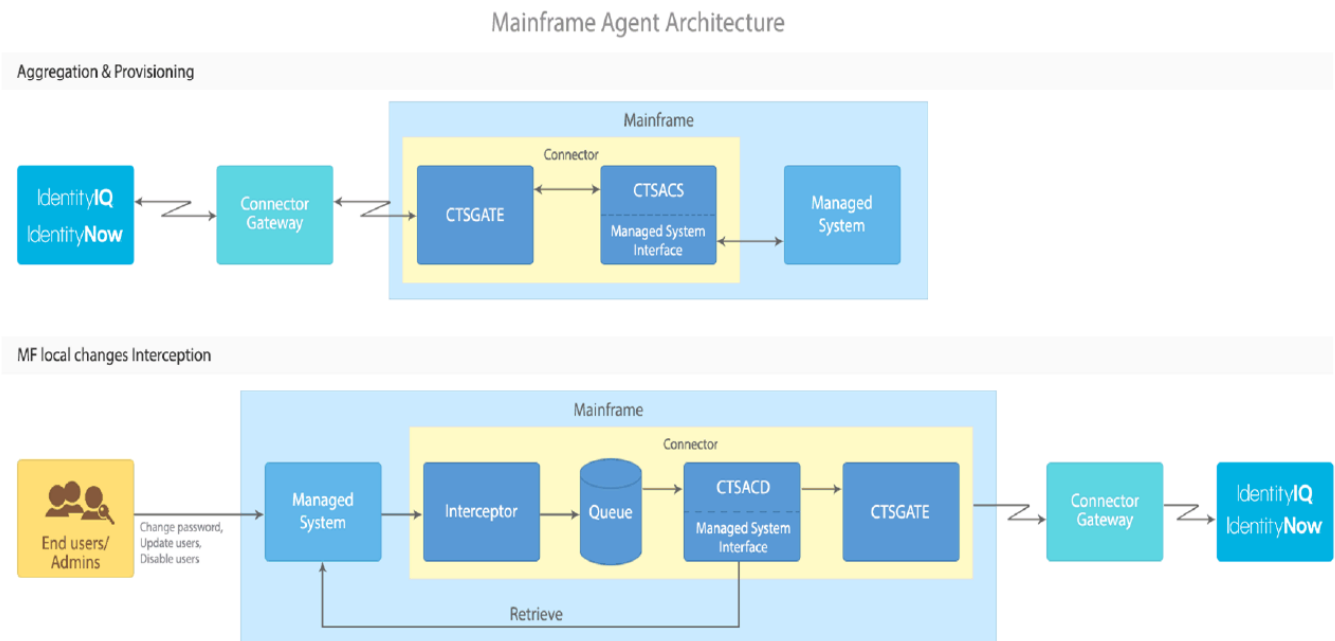 Mainframe Agent Architecture
Aggregation & Provisioning
Mainframe
Connector
IdentityIQ
IdentityNow
Connector
Gateway
CTSGATE
CTSACS
Managed System
Interface
Managed
System
MF local changes Interception
Mainframe
Connector
End users/
Admins
Change password,
Update users,
Disable users
Managed
System
Interceptor
Queue
CTSACD
Managed System
Interface
CTSGATE
Connector
Gateway
IdentityIQ
IdentityNow
Retrieve